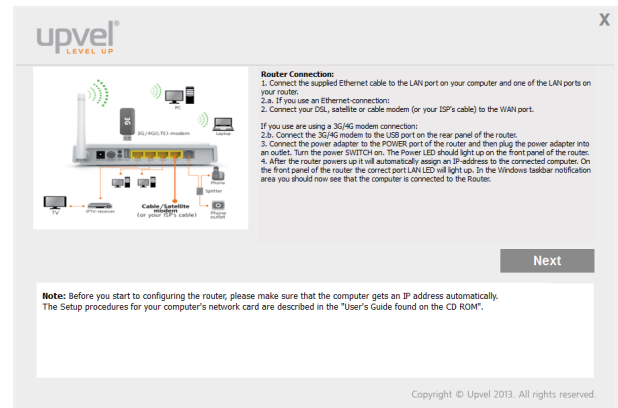 X
upvel®
LEVEL UP
3G
3G/4G(LTE)-modem
PC
Laptop
TV
IPTV-receiver
Cable/Satellite
modem
(or your ISP's cable)
Splitter
Phone
Phone
outlet
Router Connection:
1. Connect the supplied Ethernet cable to the LAN port on your computer and one of the LAN ports on
your router.
2.a. If you use an Ethernet-connection:
2. Connect your DSL, satellite or cable modem (or your ISP's cable) to the WAN port.
If you use are using a 3G/4G modem connection:
2.b. Connect the 3G/4G modem to the USB port on the rear panel of the router.
3. Connect the power adapter to the POWER port of the router and then plug the power adapter into
an outlet. Turn the power SWITCH on. The Power LED should light up on the front panel of the router.
4. After the router powers up it will automatically assign an IP-address to the connected computer. On
the front panel of the router the correct port LAN LED will light up. In the Windows taskbar notification
area you should now see that the computer is connected to the Router.
Next
Note: Before you start to configuring the router, please make sure that the computer gets an IP address automatically.
The Setup procedures for your computer's network card are described in the "User's Guide found on the CD ROM".
Copyright © Upvel 2013. All rights reserved.